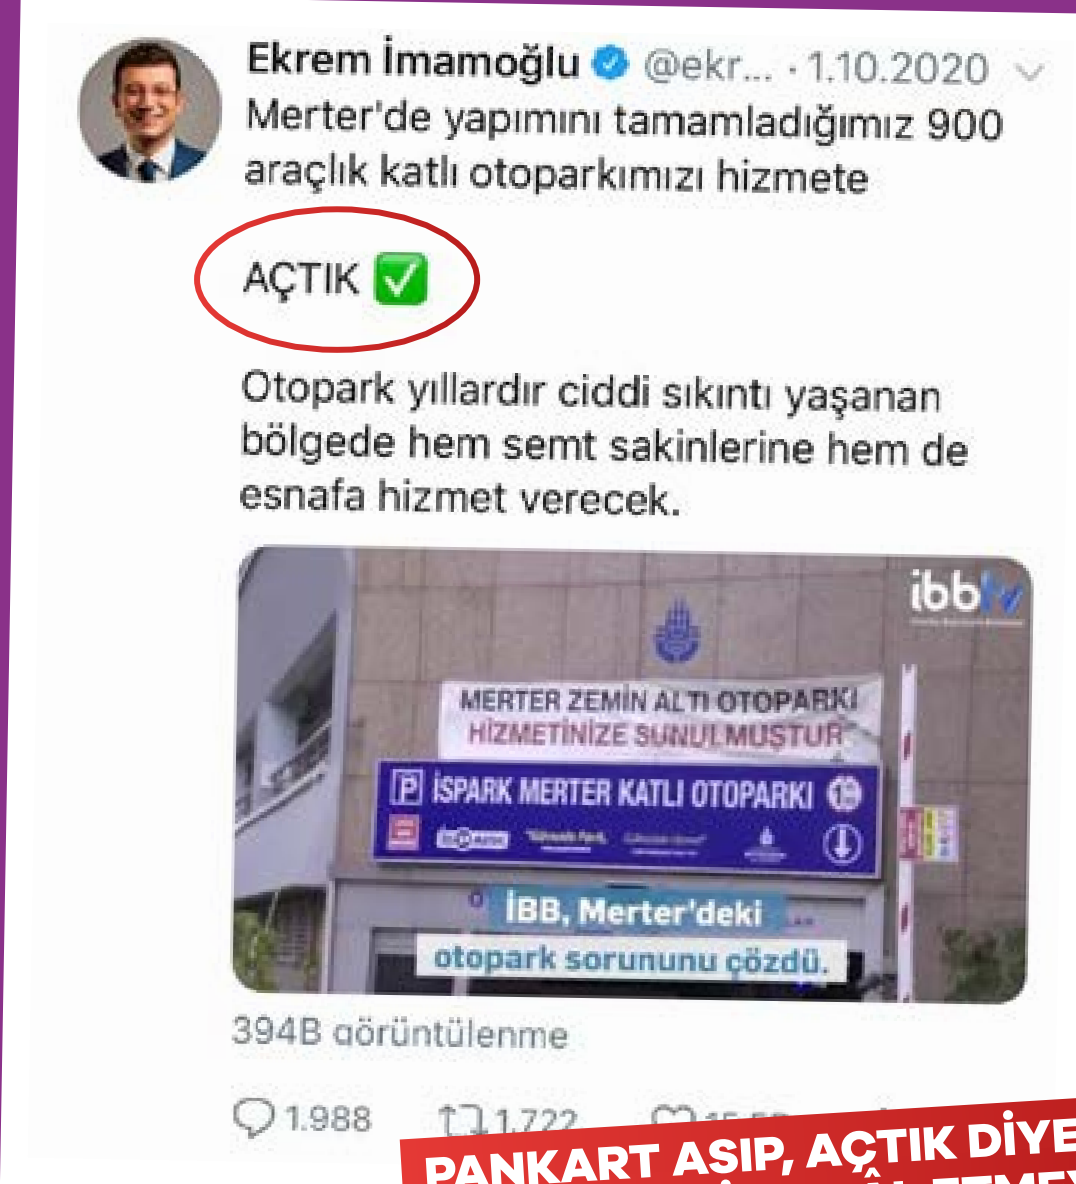 Ekrem İmamoğlu @ekr... · 1.10.2020
Merter'de yapımını tamamladığımız 900
araçlık katlı otoparkımızı hizmete
AÇTIK
Otopark yıllardır ciddi sıkıntı yaşanan
bölgede hem semt sakinlerine hem de
esnafa hizmet verecek.
ibb tv
MERTER ZEMİN ALTI OTOPARKI
HİZMETİNİZE SUNULMUŞTUR
P İSPARK MERTER KATLI OTOPARKI
İBB, Merter'deki
otopark sorununu çözdü.
394B görüntülenme
1.988 1.722
PANKART ASIP, AÇTIK DİYE